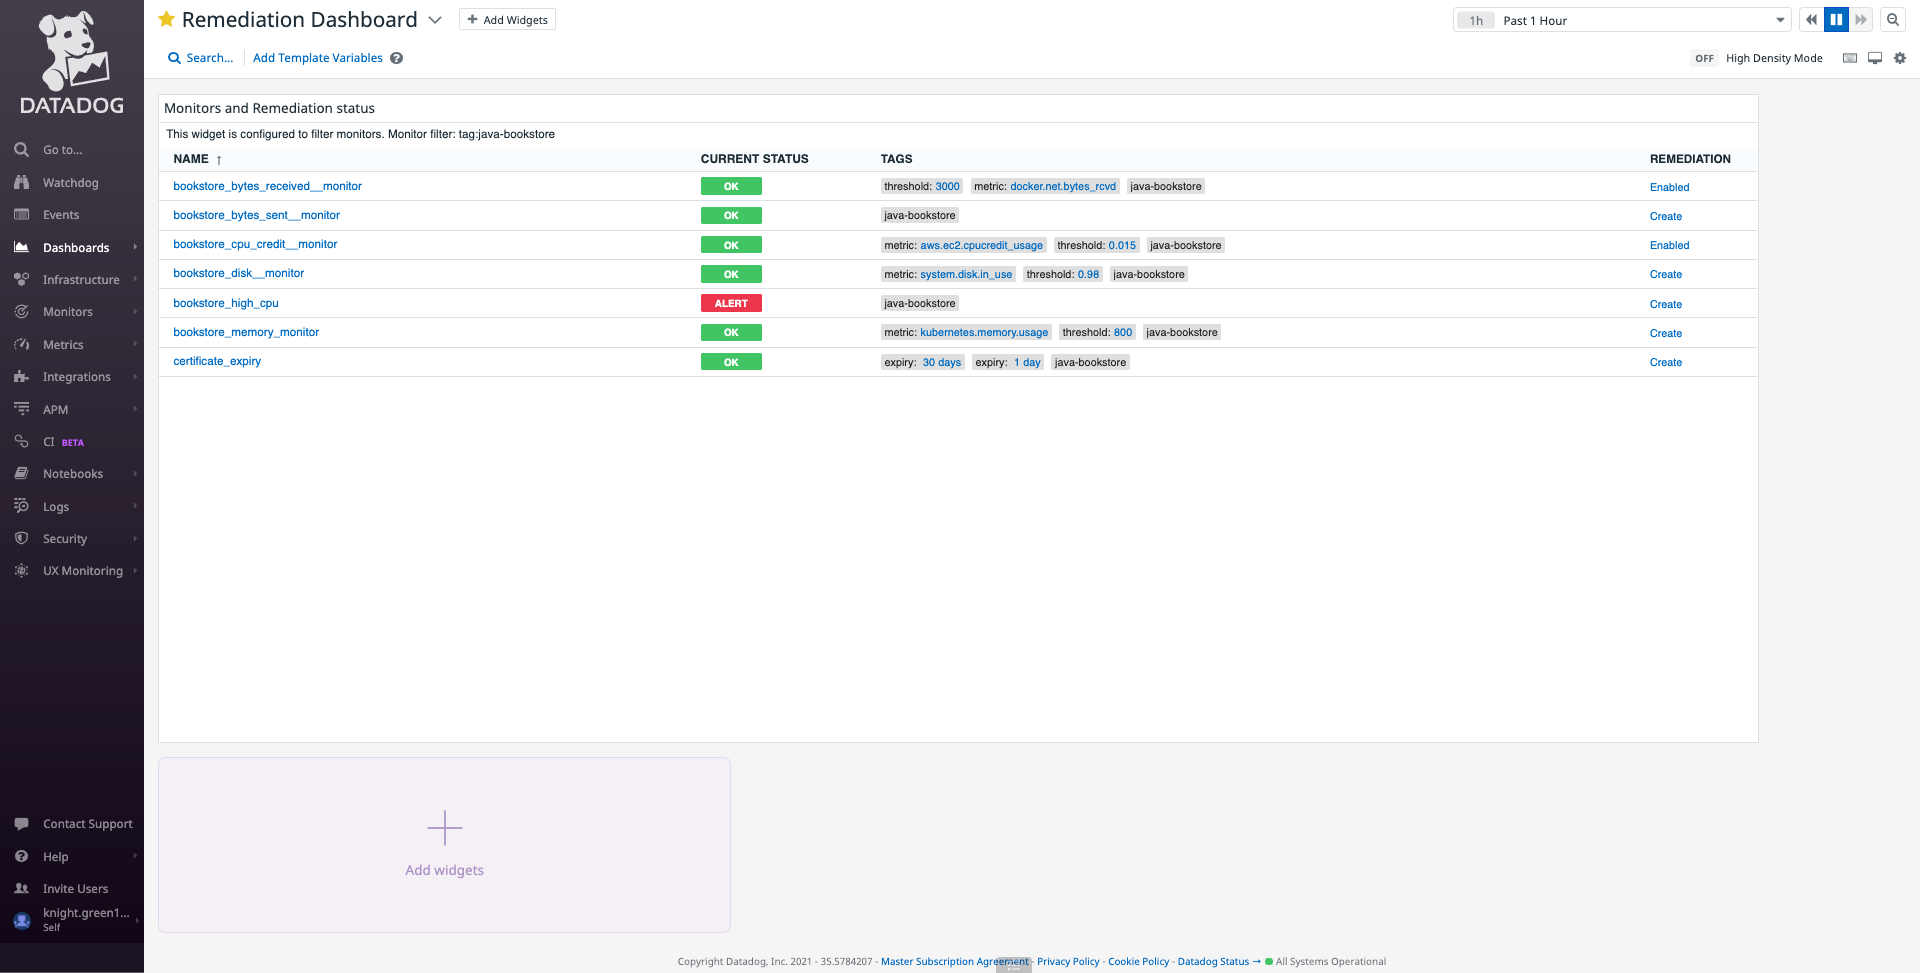 DATADOG
Go to...
Watchdog
Events
Dashboards
Infrastructure
Monitors
Metrics
Integrations
APM
CI BETA
Notebooks
Logs
Security
UX Monitoring
Contact Support
Help
Invite Users
knight.green1...
Self
Remediation Dashboard
+ Add Widgets
1h Past 1 Hour
Search...
Add Template Variables ?
OFF High Density Mode
Monitors and Remediation status
This widget is configured to filter monitors. Monitor filter: tag:java-bookstore
NAME ↑ CURRENT STATUS TAGS REMEDIATION
bookstore_bytes_received__monitor OK threshold: 3000 metric: docker.net.bytes_rcvd java-bookstore Enabled
bookstore_bytes_sent__monitor OK java-bookstore Create
bookstore_cpu_credit__monitor OK metric: aws.ec2.cpucredit_usage threshold: 0.015 java-bookstore Enabled
bookstore_disk__monitor OK metric: system.disk.in_use threshold: 0.98 java-bookstore Create
bookstore_high_cpu ALERT java-bookstore Create
bookstore_memory_monitor OK metric: kubernetes.memory.usage threshold: 800 java-bookstore Create
certificate_expiry OK expiry: 30 days expiry: 1 day java-bookstore Create
Add widgets
Copyright Datadog, Inc. 2021 - 35.5784207 - Master Subscription Agreement - Privacy Policy - Cookie Policy - Datadog Status → All Systems Operational